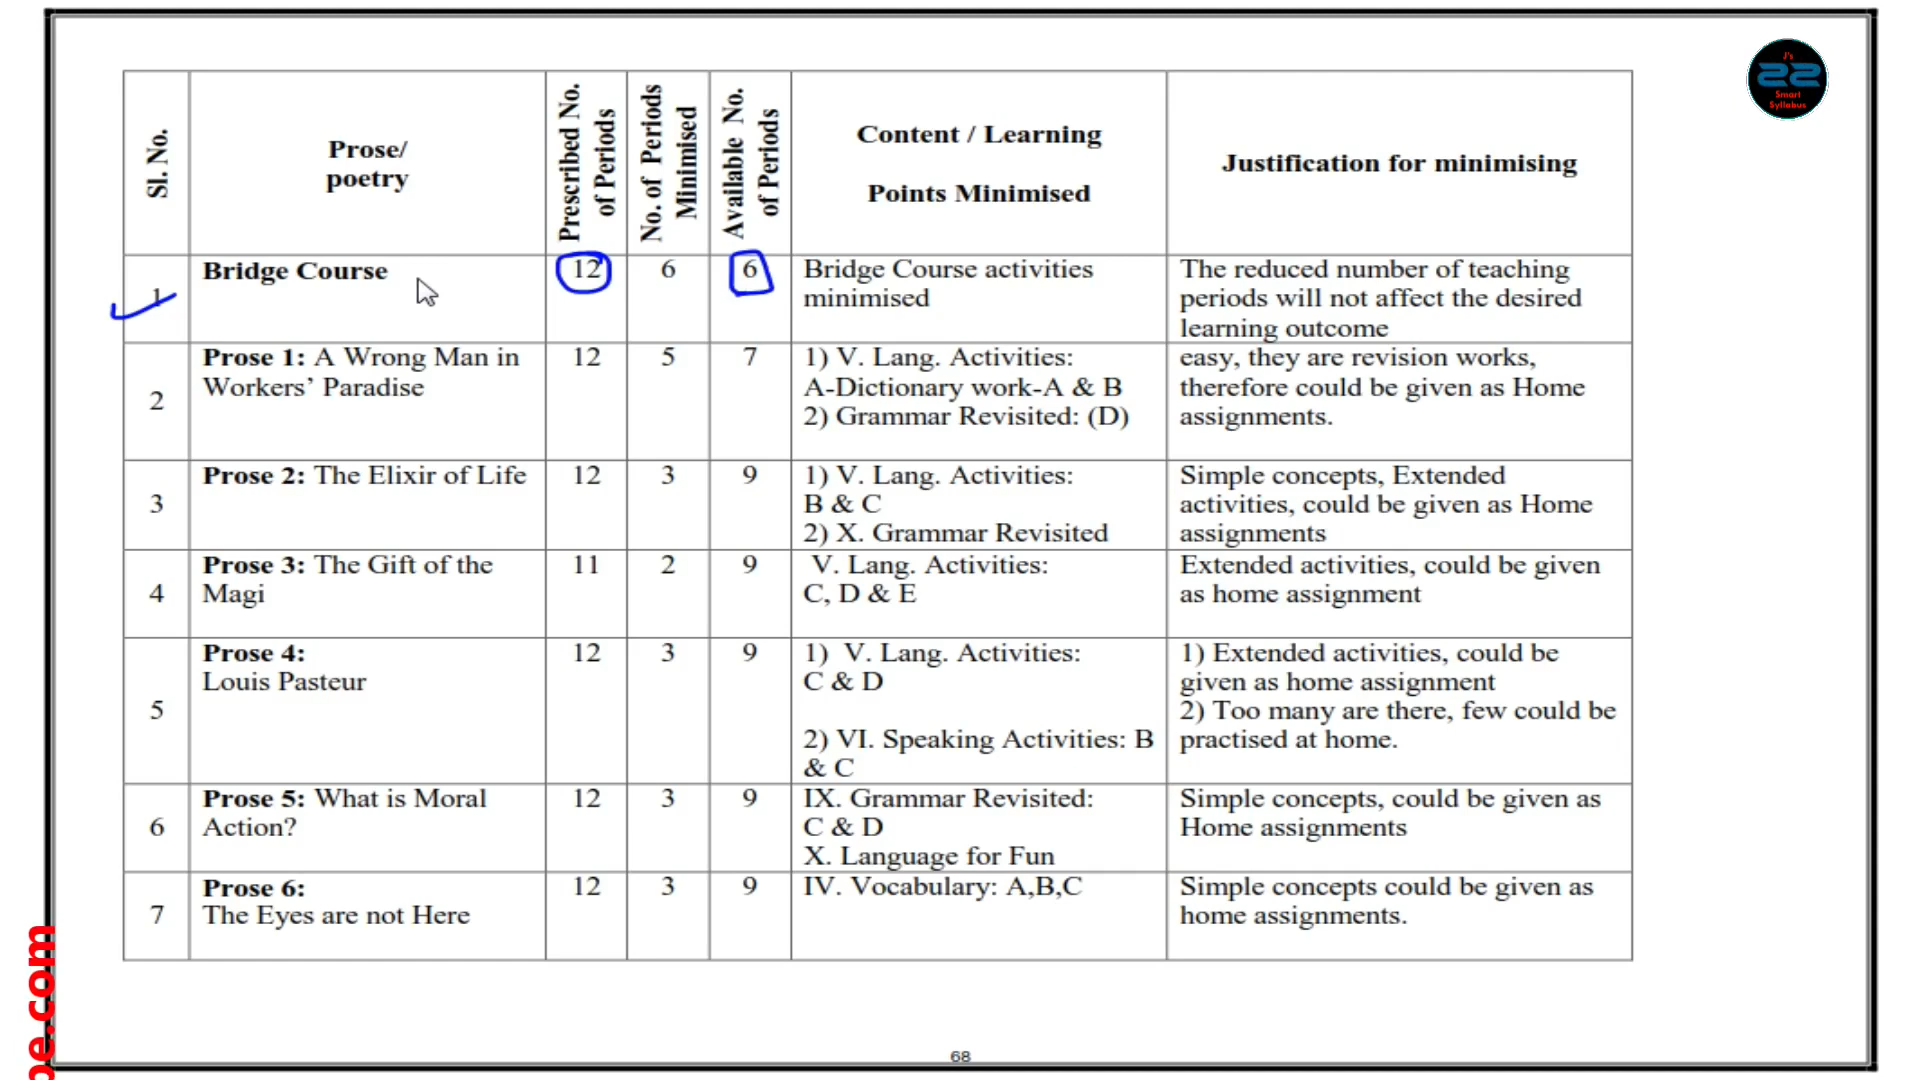 J's
22
Smart
Syllabus
Sl. No.
Prose/
poetry
Prescribed No.
of Periods
No. of Periods
Minimised
Available No.
of Periods
Content / Learning
Points Minimised
Justification for minimising
1
Bridge Course
12
6
6
Bridge Course activities
minimised
The reduced number of teaching
periods will not affect the desired
learning outcome
2
Prose 1: A Wrong Man in
Workers’ Paradise
12
5
7
1) V. Lang. Activities:
A-Dictionary work-A & B
2) Grammar Revisited: (D)
easy, they are revision works,
therefore could be given as Home
assignments.
3
Prose 2: The Elixir of Life
12
3
9
1) V. Lang. Activities:
B & C
2) X. Grammar Revisited
Simple concepts, Extended
activities, could be given as Home
assignments
4
Prose 3: The Gift of the
Magi
11
2
9
V. Lang. Activities:
C, D & E
Extended activities, could be given
as home assignment
5
Prose 4:
Louis Pasteur
12
3
9
1) V. Lang. Activities:
C & D
2) VI. Speaking Activities: B
& C
1) Extended activities, could be
given as home assignment
2) Too many are there, few could be
practised at home.
6
Prose 5: What is Moral
Action?
12
3
9
IX. Grammar Revisited:
C & D
X. Language for Fun
Simple concepts, could be given as
Home assignments
7
Prose 6:
The Eyes are not Here
12
3
9
IV. Vocabulary: A,B,C
Simple concepts could be given as
home assignments.
68